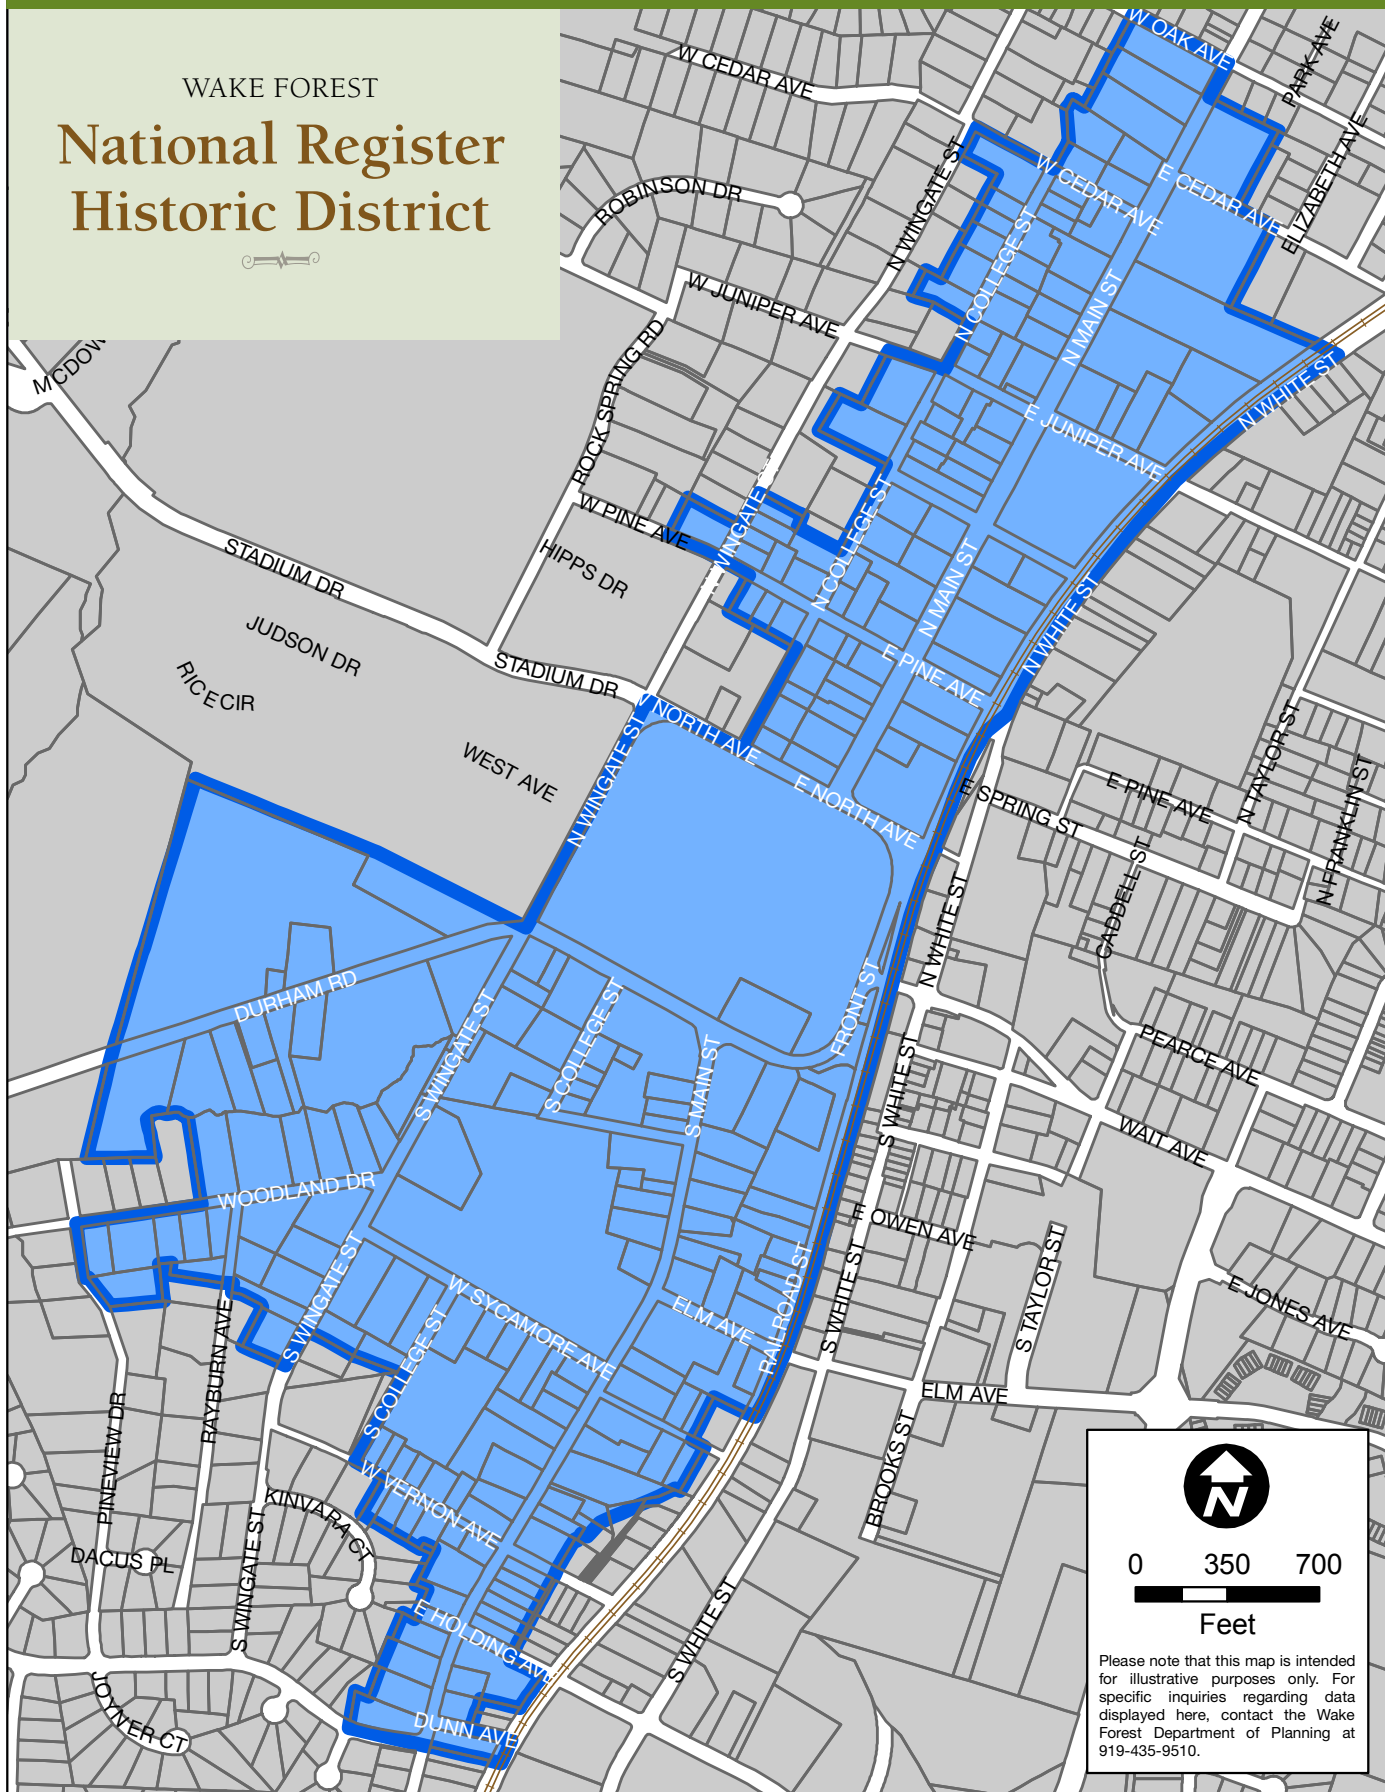 WAKE FOREST
National Register
Historic District
W OAK AVE
PARK AVE
W CEDAR AVE
ELIZABETH AVE
N WINGATE ST
W CEDAR AVE
E CEDAR AVE
ROBINSON DR
N COLLEGE ST
W JUNIPER AVE
N MAIN ST
ROCK SPRING RD
N WHITE ST
E JUNIPER AVE
W PINE AVE
N WINGATE ST
N COLLEGE ST
HIPPS DR
N MAIN ST
N WHITE ST
STADIUM DR
JUDSON DR
RICE CIR
STADIUM DR
E PINE AVE
W NORTH AVE
N WINGATE ST
WEST AVE
E NORTH AVE
E SPRING ST
E PINE AVE
N TAYLOR ST
N FRANKLIN ST
CADDELL ST
N WHITE ST
DURHAM RD
S WINGATE ST
S COLLEGE ST
FRONT ST
S MAIN ST
S WHITE ST
PEARCE AVE
WAIT AVE
WOODLAND DR
E OWEN AVE
S WINGATE ST
RAILROAD ST
S WHITE ST
S TAYLOR ST
W SYCAMORE AVE
ELM AVE
E JONES AVE
RAYBURN AVE
S COLLEGE ST
ELM AVE
PINEVIEW DR
BROOKS ST
W VERNON AVE
KINVARA CT
DACUS PL
S WINGATE ST
E HOLDING AVE
S WHITE ST
JOYNER CT
DUNN AVE
N
0 350 700
Feet
Please note that this map is intended
for illustrative purposes only. For
specific inquiries regarding data
displayed here, contact the Wake
Forest Department of Planning at
919-435-9510.